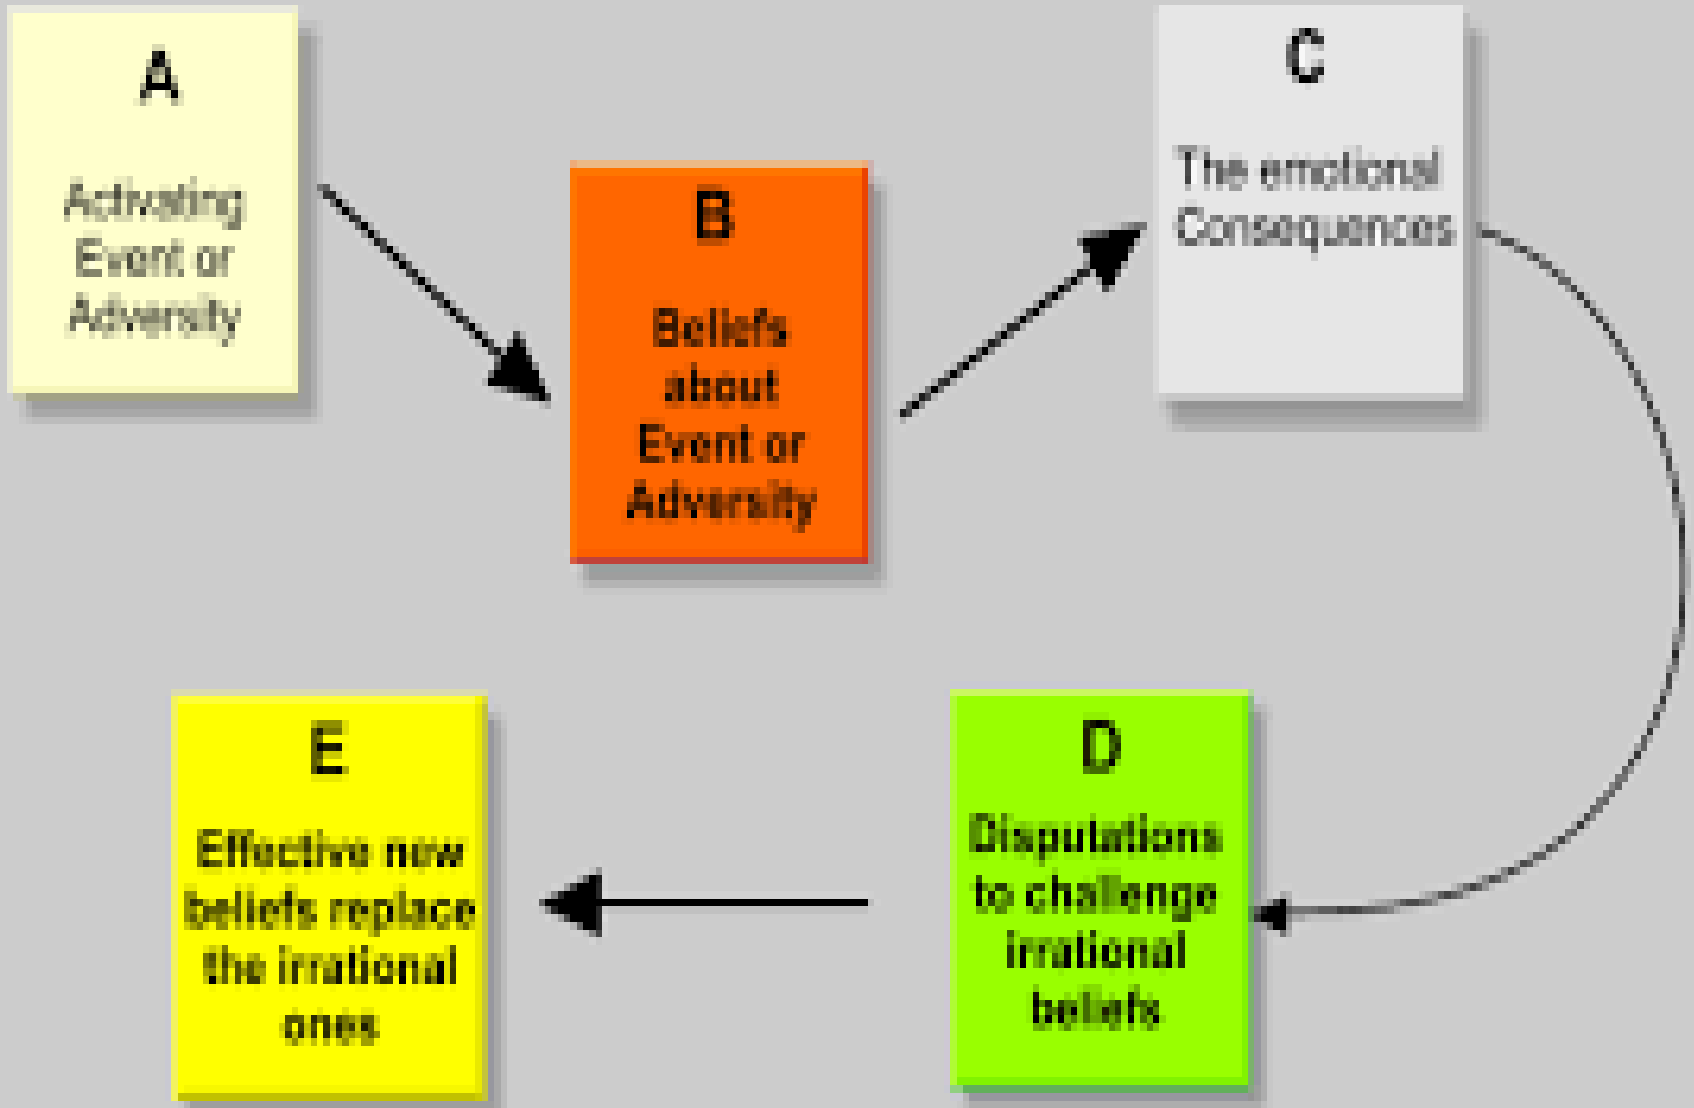 A
Activating
Event or
Adversity
B
Beliefs
about
Event or
Adversity
C
The emotional
Consequences
D
Disputations
to challenge
irrational
beliefs
E
Effective new
beliefs replace
the irrational
ones